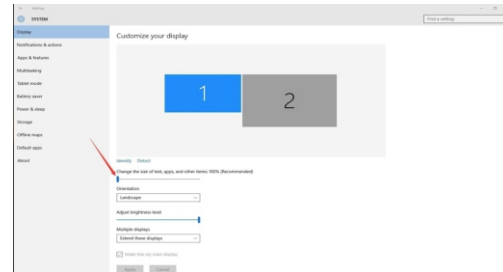 Settings
SYSTEM
Find a setting
Display
Notifications & actions
Apps & features
Multitasking
Tablet mode
Battery saver
Power & sleep
Storage
Offline maps
Default apps
About
Customize your display
1
2
Identify Detect
Change the size of text, apps, and other items: 100% (Recommended)
Orientation
Landscape
Adjust brightness level
Multiple displays
Extend these displays
Make this my main display
Apply Cancel